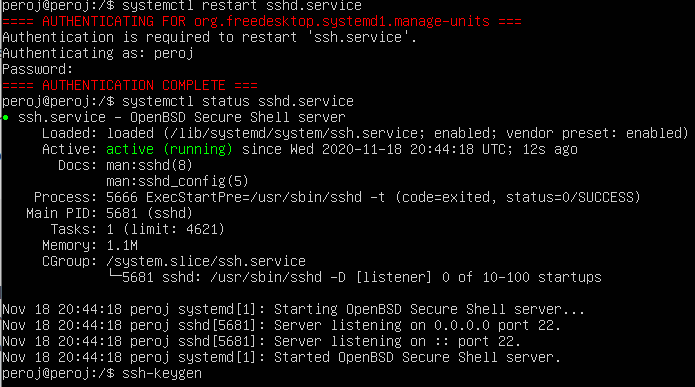 peroj@peroj:/$ systemctl restart sshd.service
==== AUTHENTICATING FOR org.freedesktop.systemd1.manage-units ===
Authentication is required to restart 'ssh.service'.
Authenticating as: peroj
Password:
==== AUTHENTICATION COMPLETE ===
peroj@peroj:/$ systemctl status sshd.service
● ssh.service - OpenBSD Secure Shell server
     Loaded: loaded (/lib/systemd/system/ssh.service; enabled; vendor preset: enabled)
     Active: active (running) since Wed 2020-11-18 20:44:18 UTC; 12s ago
       Docs: man:sshd(8)
             man:sshd_config(5)
    Process: 5666 ExecStartPre=/usr/sbin/sshd -t (code=exited, status=0/SUCCESS)
   Main PID: 5681 (sshd)
      Tasks: 1 (limit: 4621)
     Memory: 1.1M
     CGroup: /system.slice/ssh.service
             └─5681 sshd: /usr/sbin/sshd -D [listener] 0 of 10-100 startups

Nov 18 20:44:18 peroj systemd[1]: Starting OpenBSD Secure Shell server...
Nov 18 20:44:18 peroj sshd[5681]: Server listening on 0.0.0.0 port 22.
Nov 18 20:44:18 peroj sshd[5681]: Server listening on :: port 22.
Nov 18 20:44:18 peroj systemd[1]: Started OpenBSD Secure Shell server.
peroj@peroj:/$ ssh-keygen